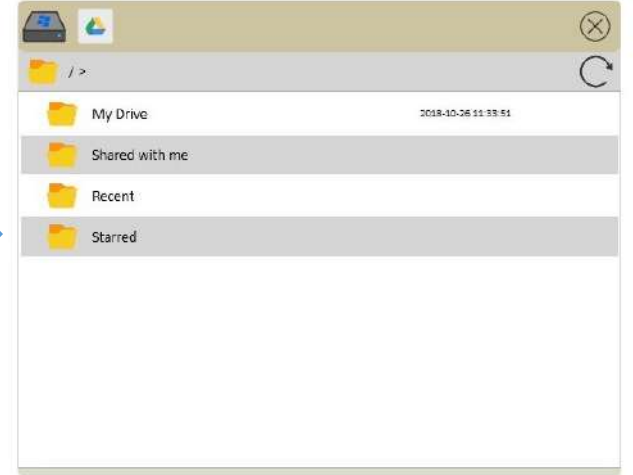 / >
My Drive 2018-10-26 11:33:51
Shared with me
Recent
Starred